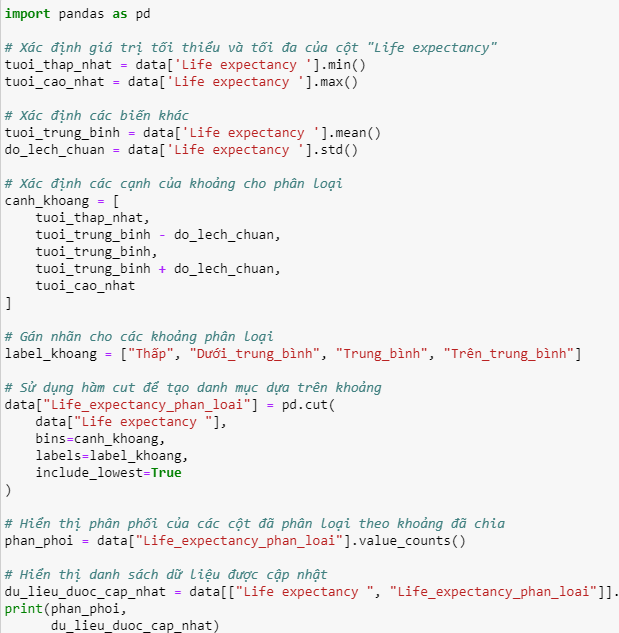 import pandas as pd
# Xác định giá trị tối thiểu và tối đa của cột "Life expectancy"
tuoi_thap_nhat = data['Life expectancy '].min()
tuoi_cao_nhat = data['Life expectancy '].max()
# Xác định các biến khác
tuoi_trung_binh = data['Life expectancy '].mean()
do_lech_chuan = data['Life expectancy '].std()
# Xác định các cạnh của khoảng cho phân loại
canh_khoang = [
    tuoi_thap_nhat,
    tuoi_trung_binh - do_lech_chuan,
    tuoi_trung_binh,
    tuoi_trung_binh + do_lech_chuan,
    tuoi_cao_nhat
]
# Gán nhãn cho các khoảng phân loại
label_khoang = ["Thấp", "Dưới_trung_bình", "Trung_bình", "Trên_trung_bình"]
# Sử dụng hàm cut để tạo danh mục dựa trên khoảng
data["Life_expectancy_phan_loai"] = pd.cut(
    data["Life expectancy "],
    bins=canh_khoang,
    labels=label_khoang,
    include_lowest=True
)
# Hiển thị phân phối của các cột đã phân loại theo khoảng đã chia
phan_phoi = data["Life_expectancy_phan_loai"].value_counts()
# Hiển thị danh sách dữ liệu được cập nhật
du_lieu_duoc_cap_nhat = data[["Life expectancy ", "Life_expectancy_phan_loai"]].
print(phan_phoi,
      du_lieu_duoc_cap_nhat)